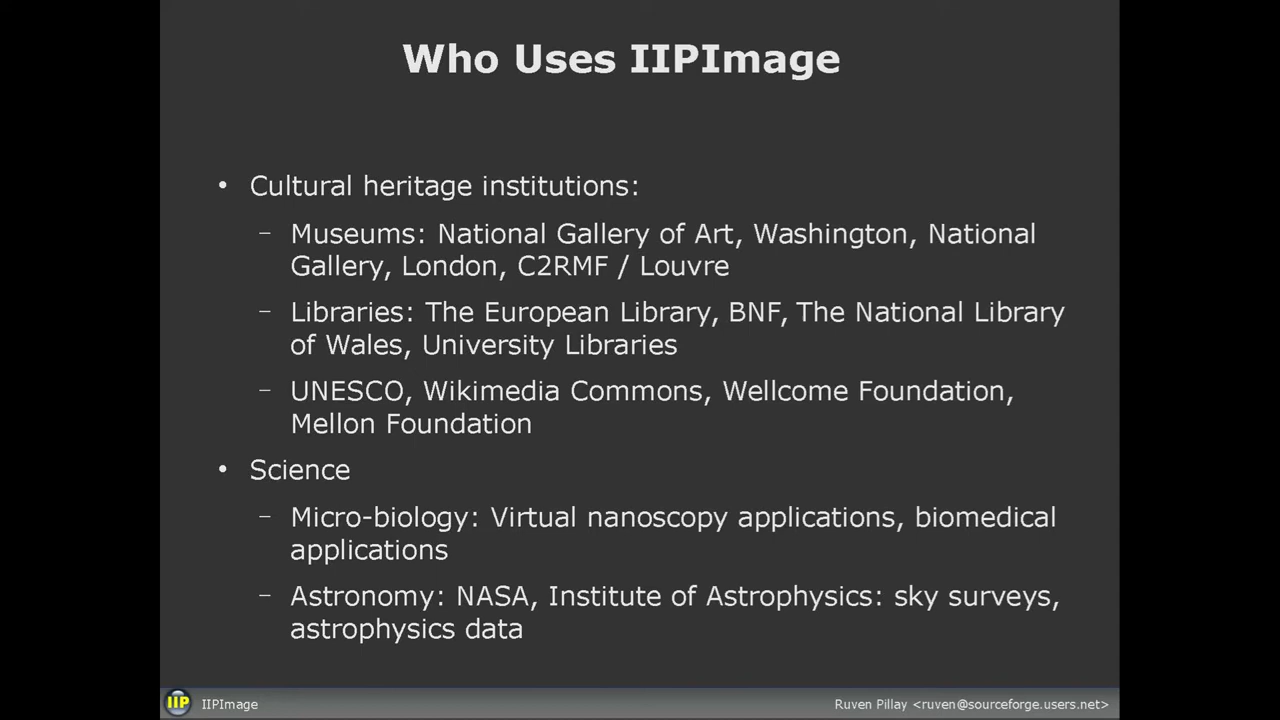 Who Uses IIPImage
• Cultural heritage institutions:
– Museums: National Gallery of Art, Washington, National
Gallery, London, C2RMF / Louvre
– Libraries: The European Library, BNF, The National Library
of Wales, University Libraries
– UNESCO, Wikimedia Commons, Wellcome Foundation,
Mellon Foundation
• Science
– Micro-biology: Virtual nanoscopy applications, biomedical
applications
– Astronomy: NASA, Institute of Astrophysics: sky surveys,
astrophysics data
IIP IIPImage
Ruven Pillay <ruven@sourceforge.users.net>